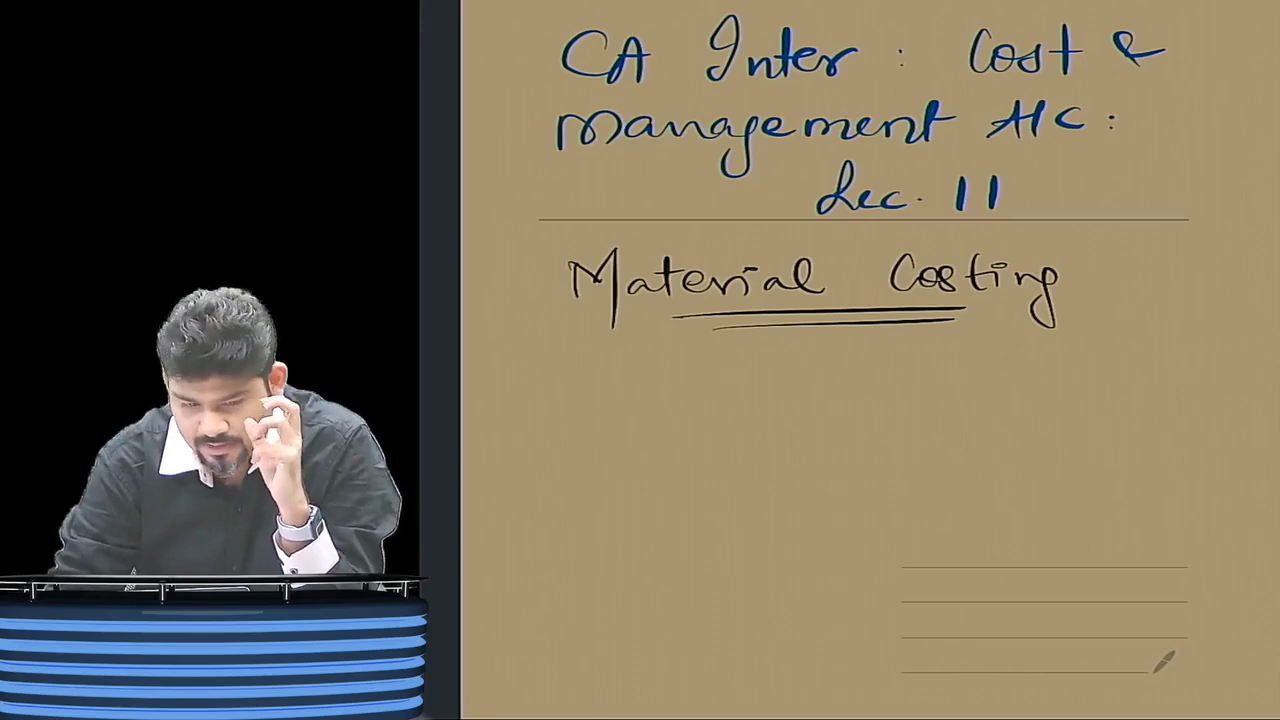 CA Inter : Cost &
Management A/C :
Lec. 11
Material Costing